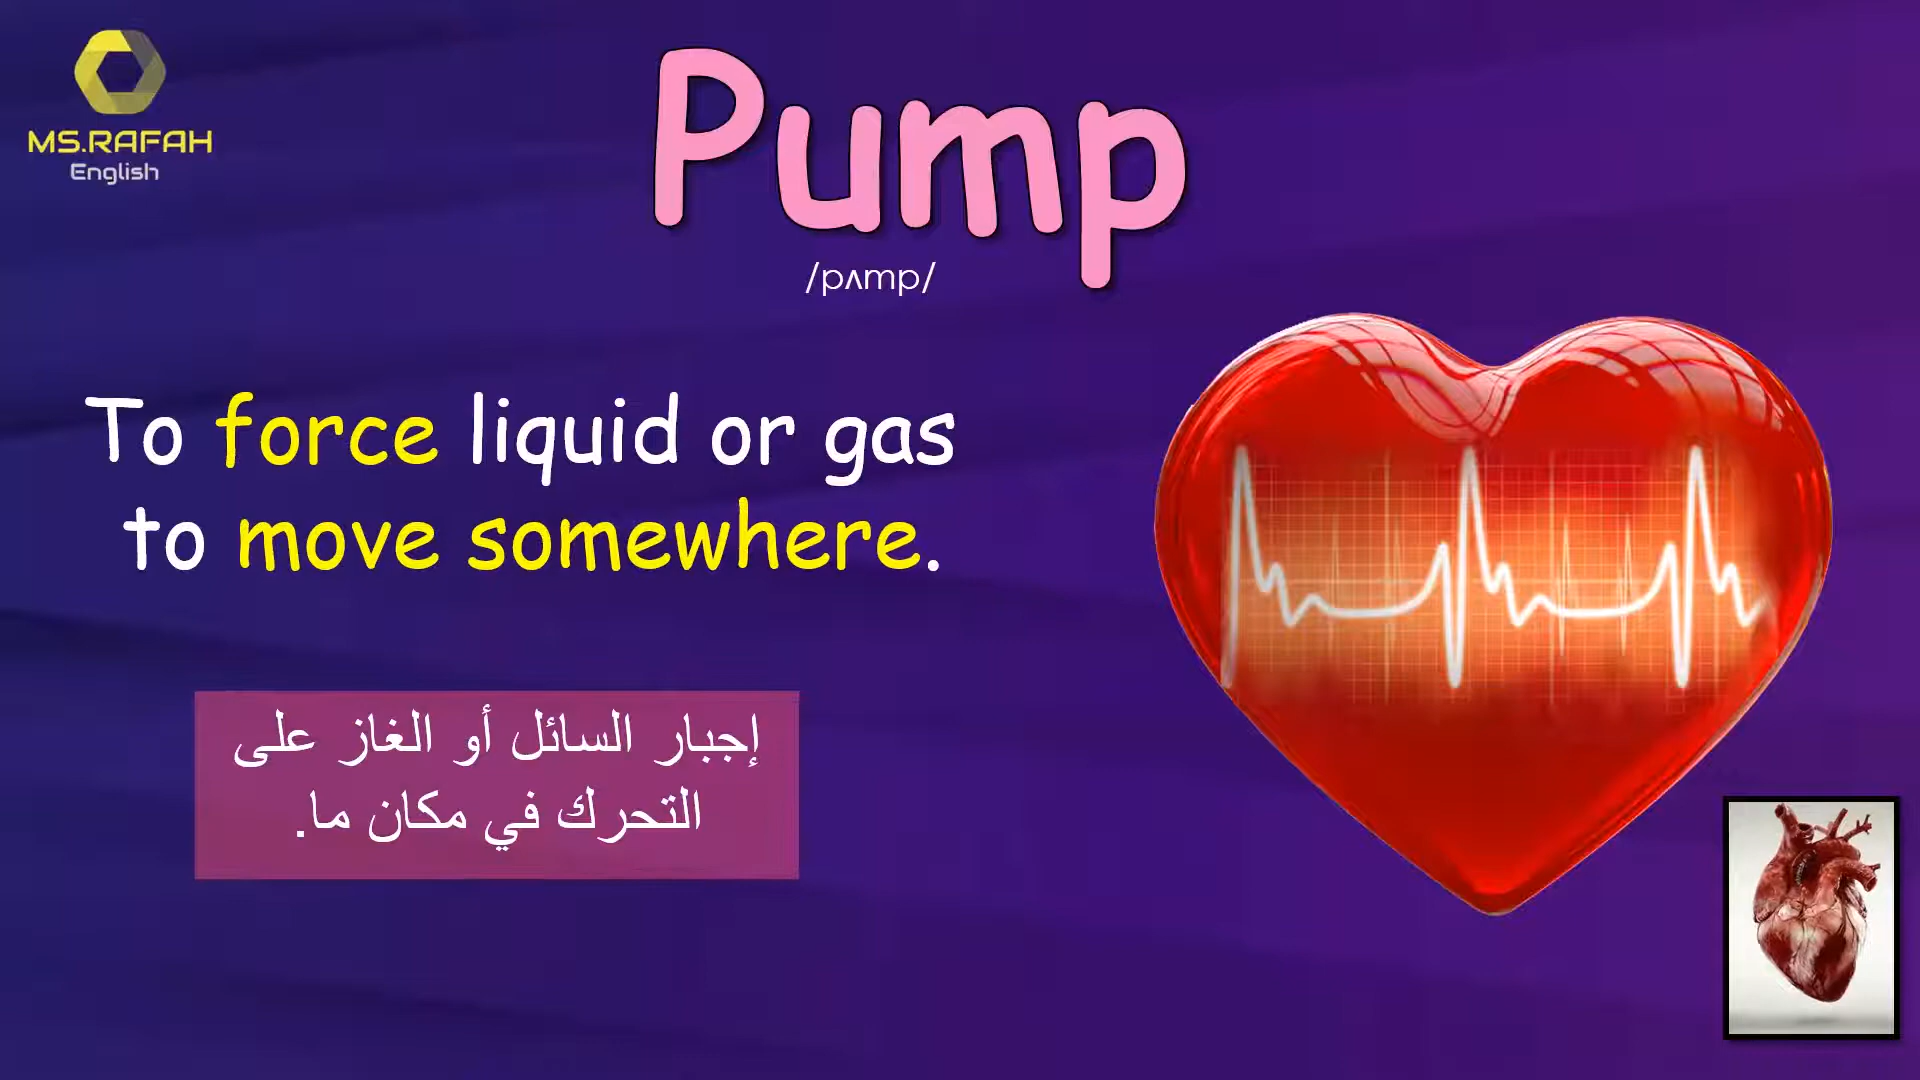 MS.RAFAH
English
Pump
/pʌmp/
To force liquid or gas
to move somewhere.
إجبار السائل أو الغاز على
التحرك في مكان ما.